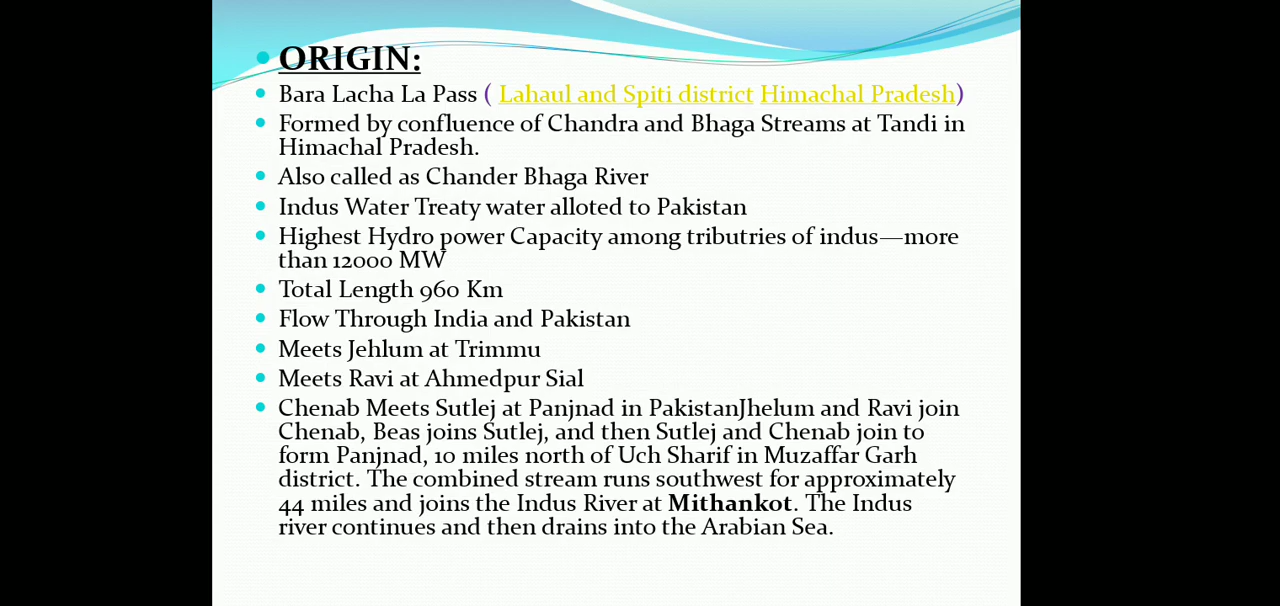 ORIGIN:
Bara Lacha La Pass ( Lahaul and Spiti district Himachal Pradesh)
Formed by confluence of Chandra and Bhaga Streams at Tandi in
Himachal Pradesh.
Also called as Chander Bhaga River
Indus Water Treaty water alloted to Pakistan
Highest Hydro power Capacity among tributries of indus—more
than 12000 MW
Total Length 960 Km
Flow Through India and Pakistan
Meets Jehlum at Trimmu
Meets Ravi at Ahmedpur Sial
Chenab Meets Sutlej at Panjnad in PakistanJhelum and Ravi join
Chenab, Beas joins Sutlej, and then Sutlej and Chenab join to
form Panjnad, 10 miles north of Uch Sharif in Muzaffar Garh
district. The combined stream runs southwest for approximately
44 miles and joins the Indus River at Mithankot. The Indus
river continues and then drains into the Arabian Sea.